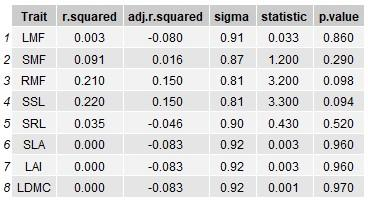 Trait r.squared adj.r.squared sigma statistic p.value
1 LMF 0.003 -0.080 0.91 0.033 0.860
2 SMF 0.091 0.016 0.87 1.200 0.290
3 RMF 0.210 0.150 0.81 3.200 0.098
4 SSL 0.220 0.150 0.81 3.300 0.094
5 SRL 0.035 -0.046 0.90 0.430 0.520
6 SLA 0.000 -0.083 0.92 0.003 0.960
7 LAI 0.000 -0.083 0.92 0.003 0.960
8 LDMC 0.000 -0.083 0.92 0.001 0.970